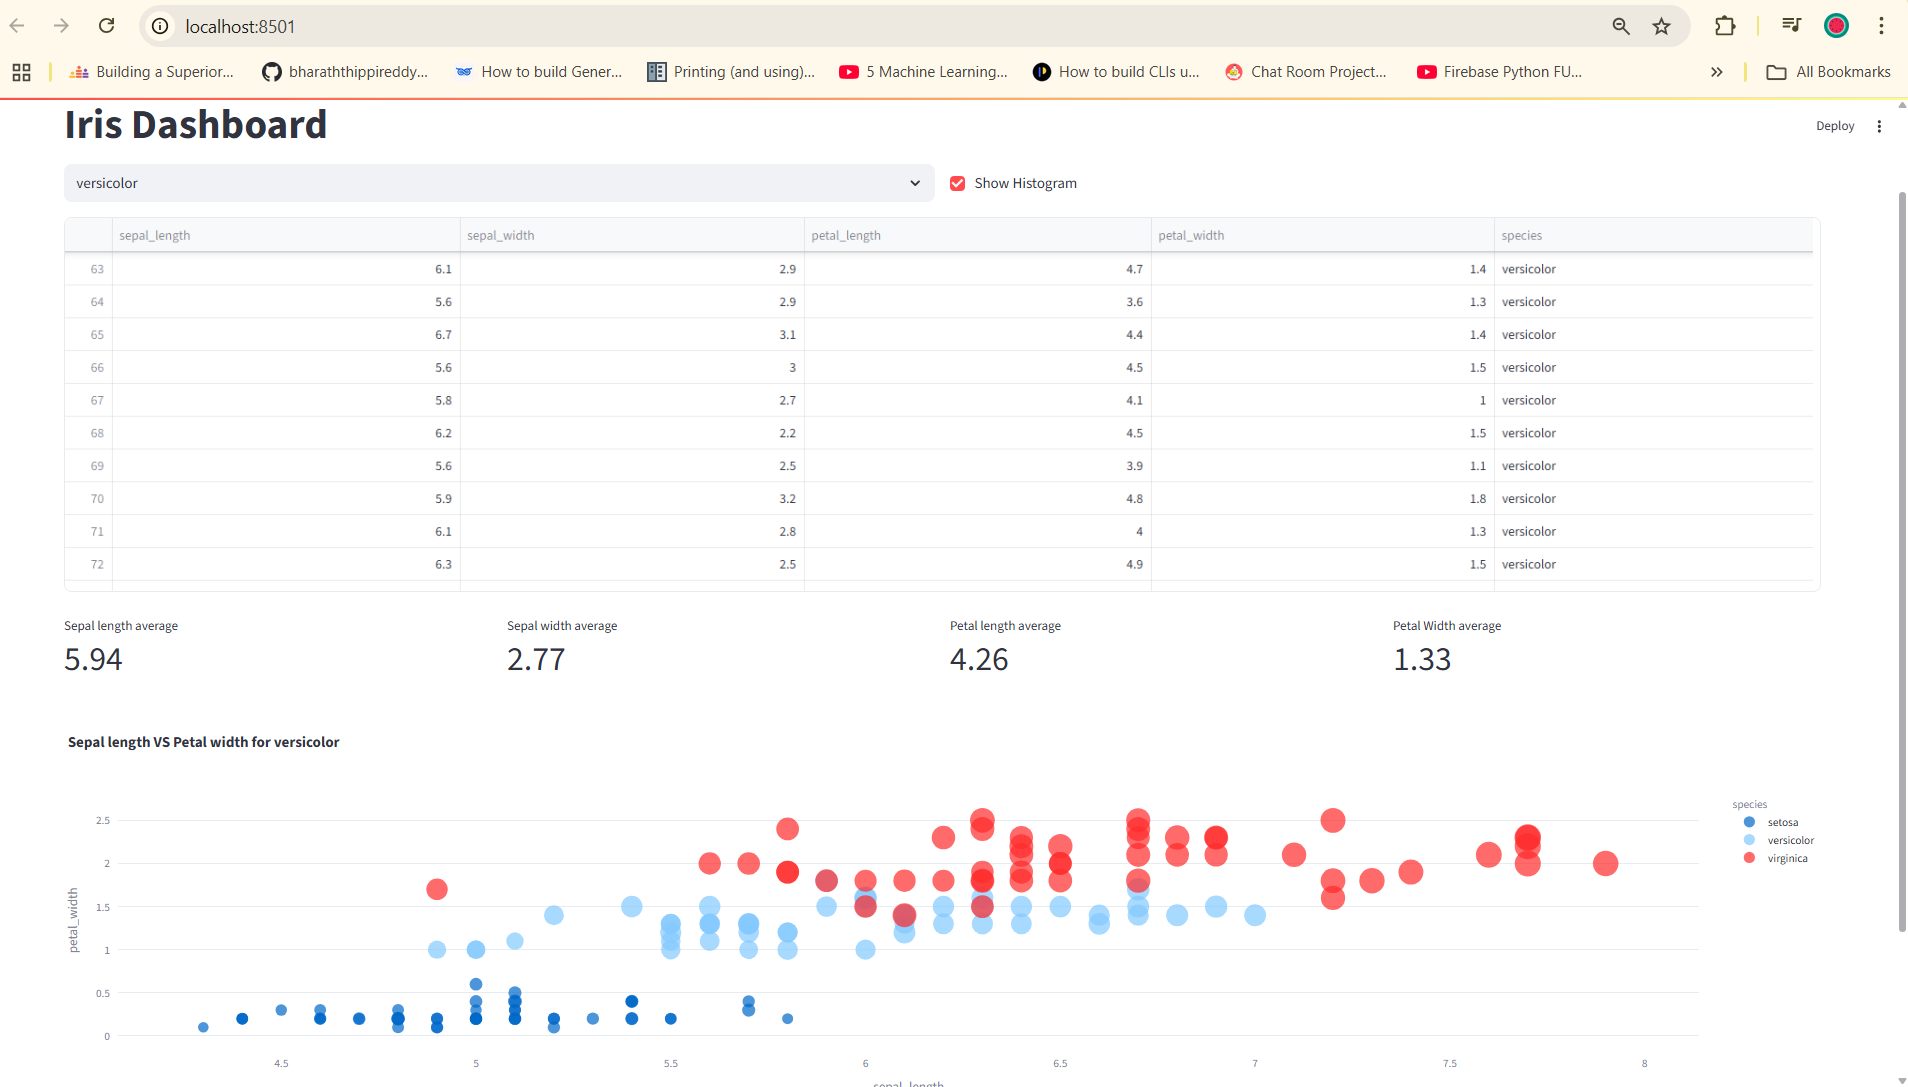 localhost:8501
Building a Superior... bharaththippireddy... How to build Gener... Printing (and using)... 5 Machine Learning... How to build CLIs u... Chat Room Project... Firebase Python FU... » All Bookmarks
Iris Dashboard
Deploy
versicolor
Show Histogram
sepal_length sepal_width petal_length petal_width species
63 6.1 2.9 4.7 1.4 versicolor
64 5.6 2.9 3.6 1.3 versicolor
65 6.7 3.1 4.4 1.4 versicolor
66 5.6 3 4.5 1.5 versicolor
67 5.8 2.7 4.1 1 versicolor
68 6.2 2.2 4.5 1.5 versicolor
69 5.6 2.5 3.9 1.1 versicolor
70 5.9 3.2 4.8 1.8 versicolor
71 6.1 2.8 4 1.3 versicolor
72 6.3 2.5 4.9 1.5 versicolor
Sepal length average Sepal width average Petal length average Petal Width average
5.94 2.77 4.26 1.33
Sepal length VS Petal width for versicolor
species
setosa
versicolor
virginica
petal_width
2.5
2
1.5
1
0.5
0
4.5 5 5.5 6 6.5 7 7.5 8
sepal_length